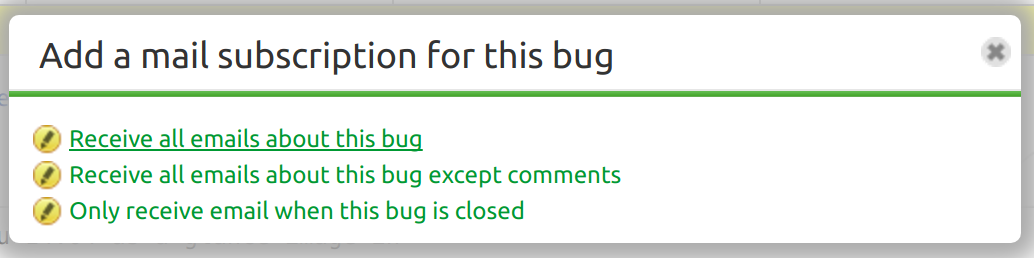 Add a mail subscription for this bug
Receive all emails about this bug
Receive all emails about this bug except comments
Only receive email when this bug is closed